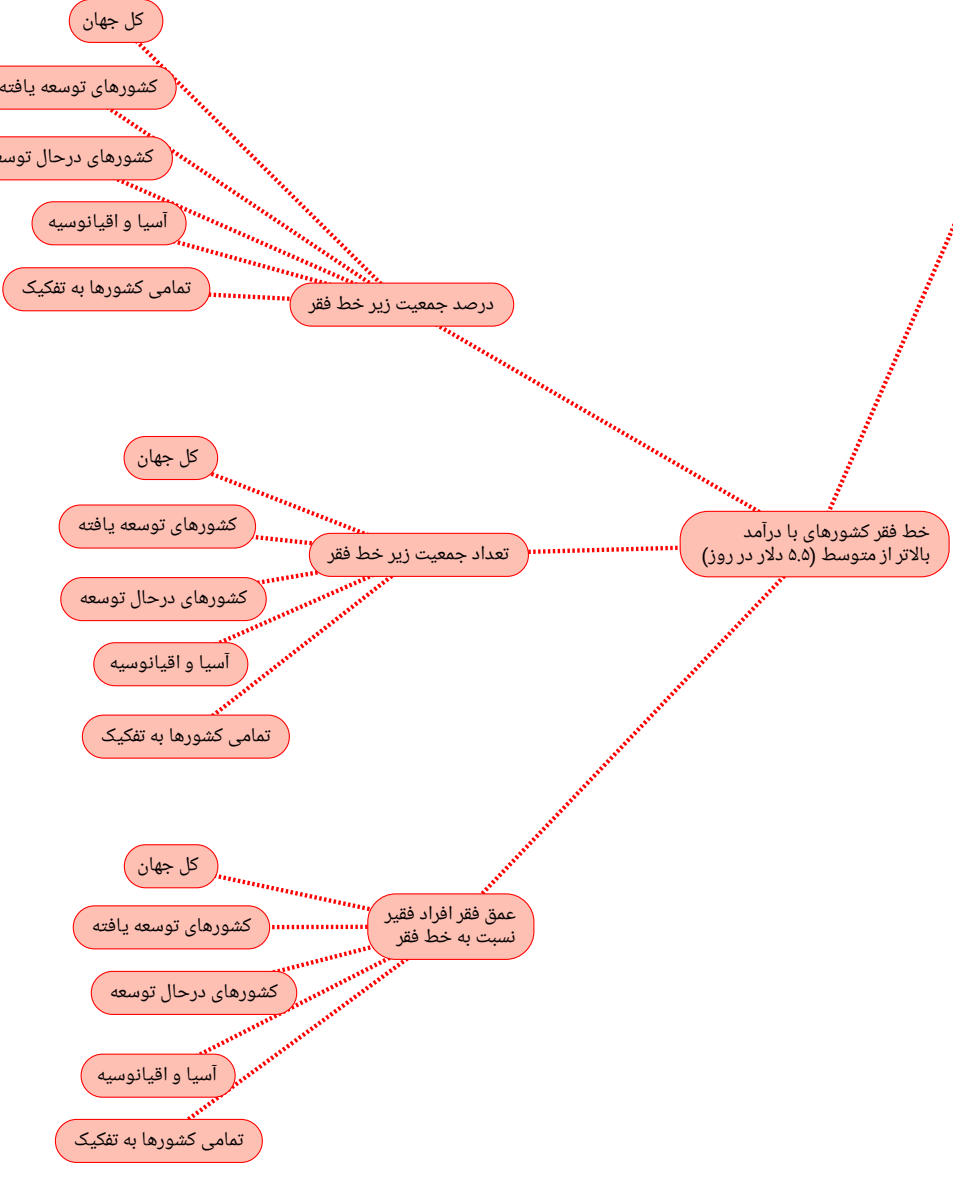 کل جهان
کشورهای توسعه یافته
کشورهای درحال
آسیا و اقیانوسیه
تمامی کشورها به تفکیک
درصد جمعیت زیر خط فقر
کل جهان
کشورهای توسعه یافته
کشورهای درحال توسعه
آسیا و اقیانوسیه
تمامی کشورها به تفکیک
تعداد جمعیت زیر خط فقر
خط فقر کشورهای با درآمد
بالاتر از متوسط (۵.۵ دلار در روز)
کل جهان
کشورهای توسعه یافته
کشورهای درحال توسعه
آسیا و اقیانوسیه
تمامی کشورها به تفکیک
عمق فقر افراد فقیر
نسبت به خط فقر